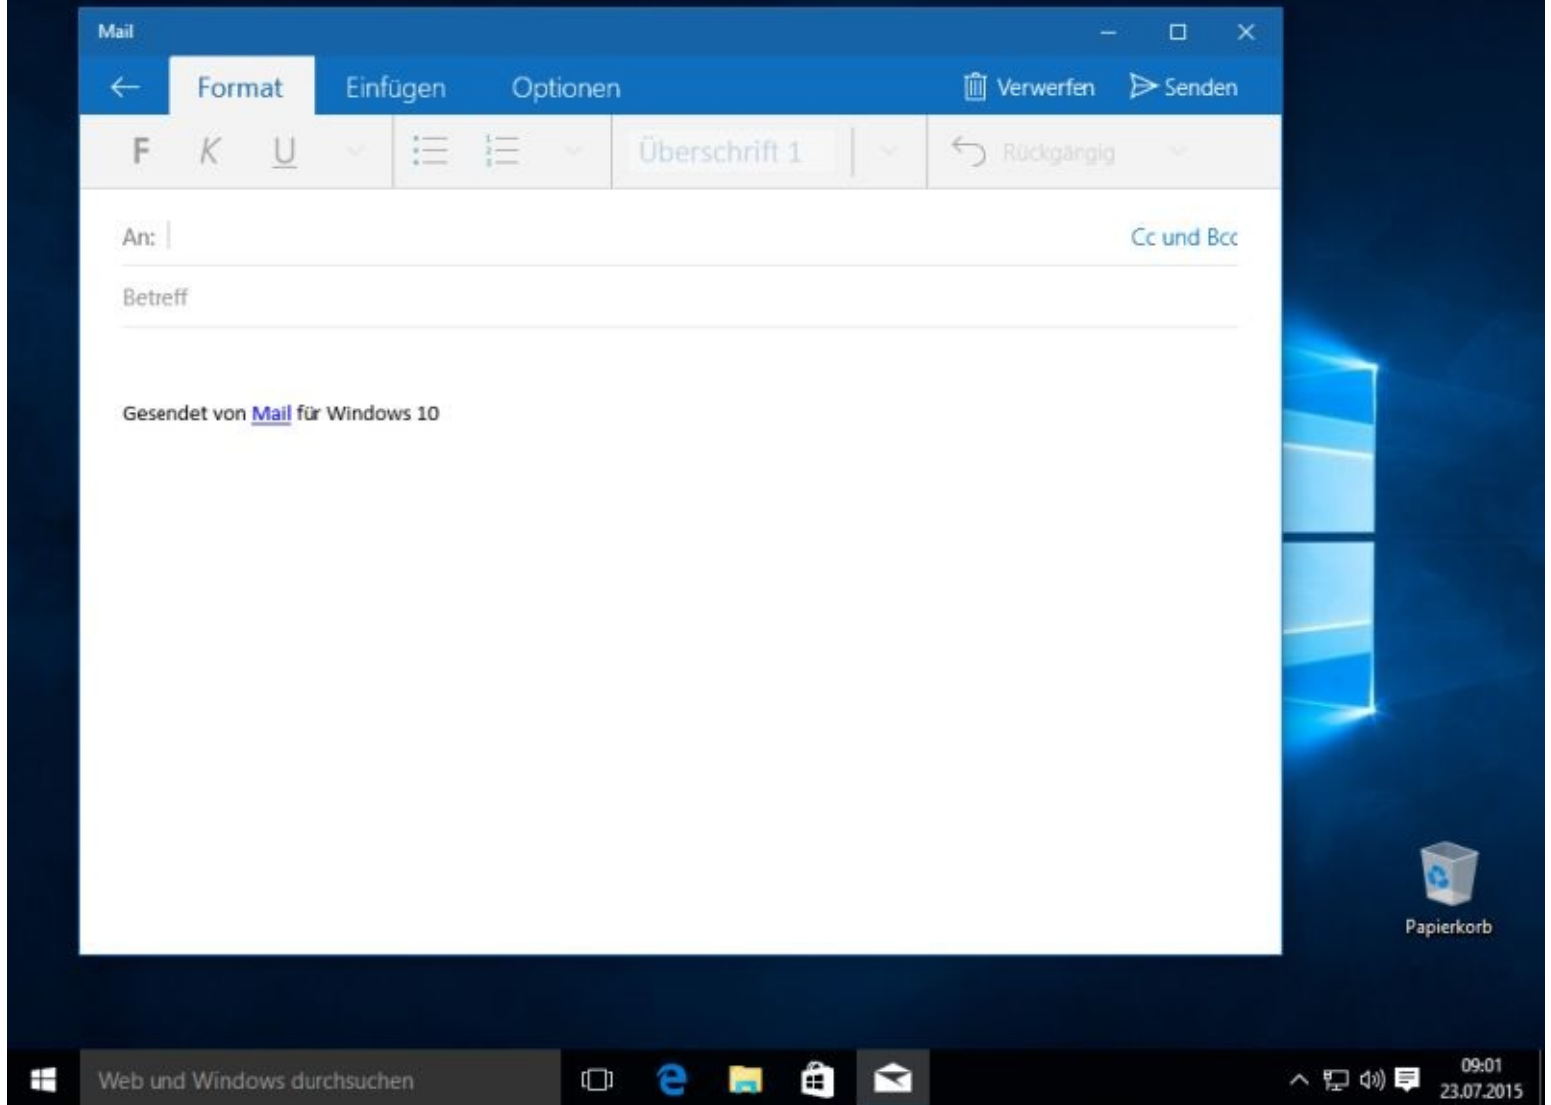 Mail
Format Einfügen Optionen Verwerfen Senden
F K U Überschrift 1 Rückgängig
An: Cc und Bcc
Betreff
Gesendet von Mail für Windows 10
Papierkorb
Web und Windows durchsuchen
09:01
23.07.2015